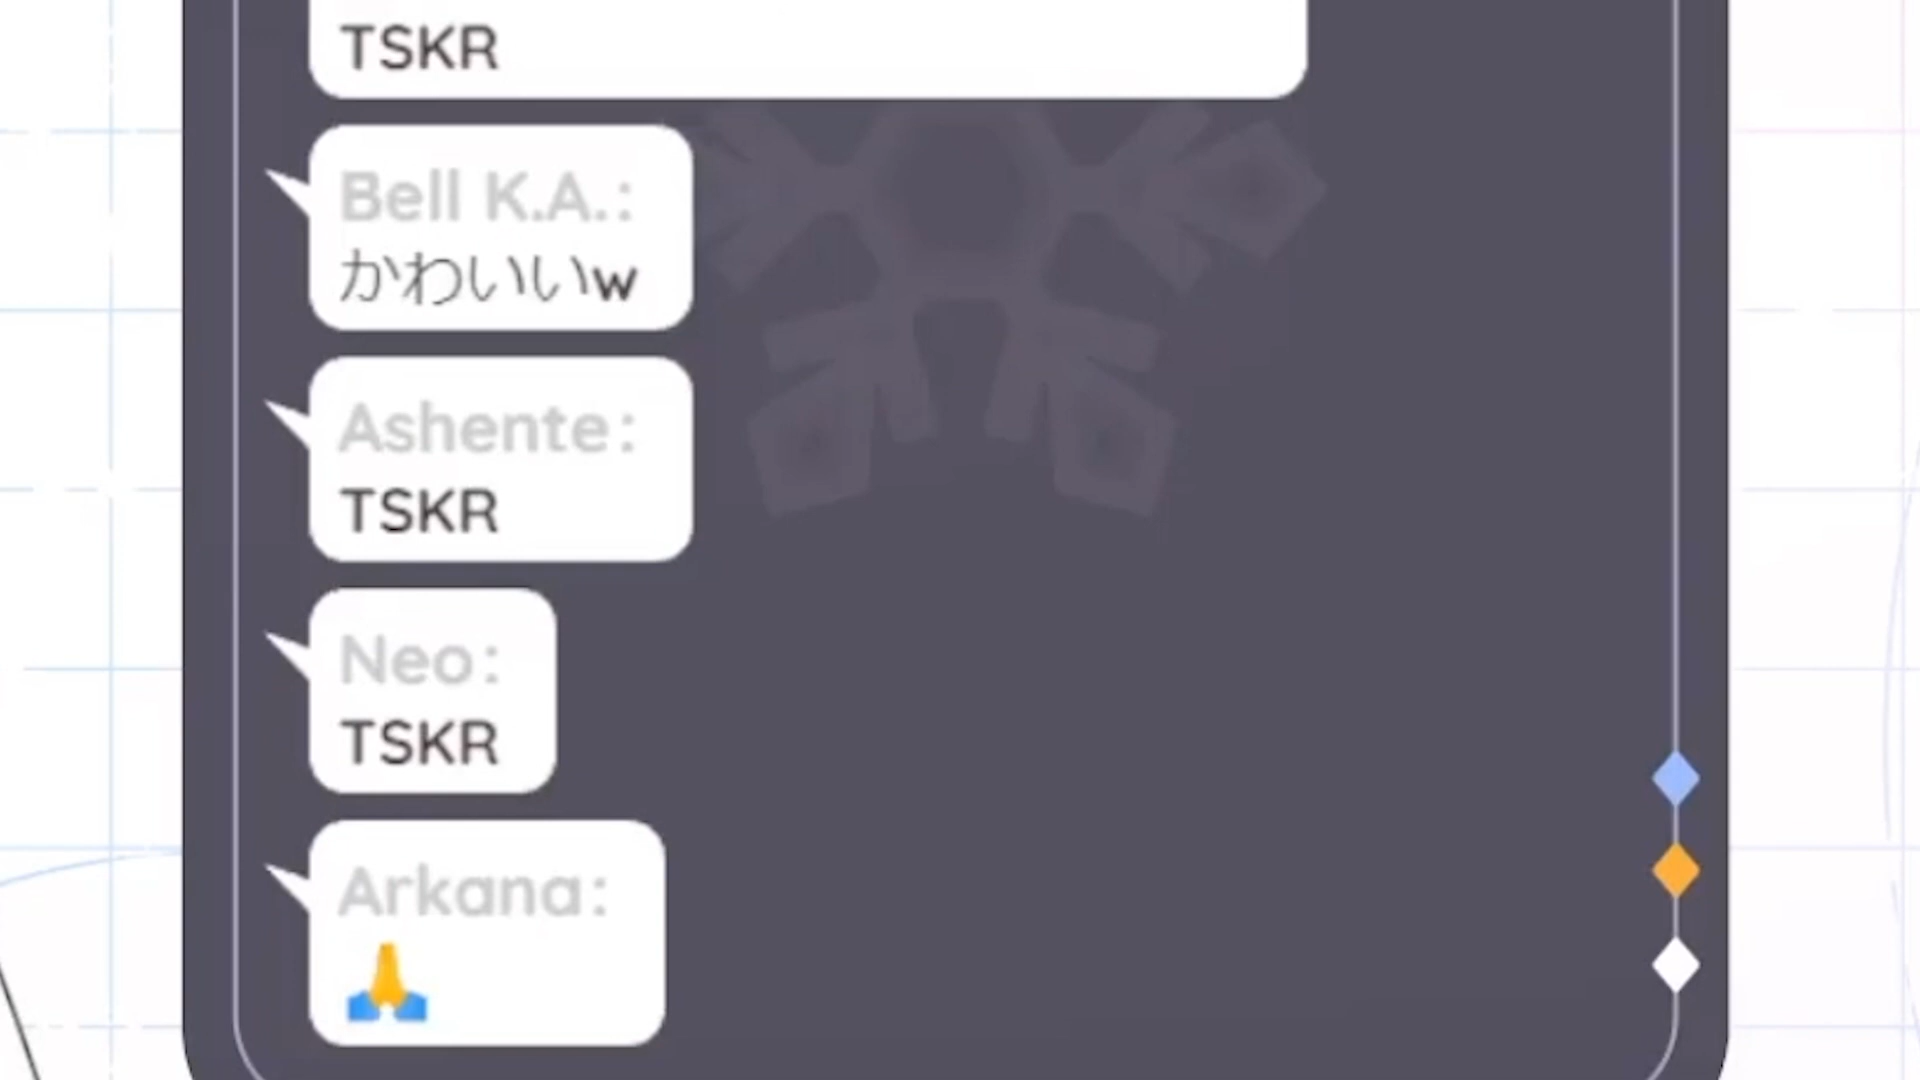 TSKR
Bell K.A.:
かわいいw
Ashente:
TSKR
Neo:
TSKR
Arkana:
🙏